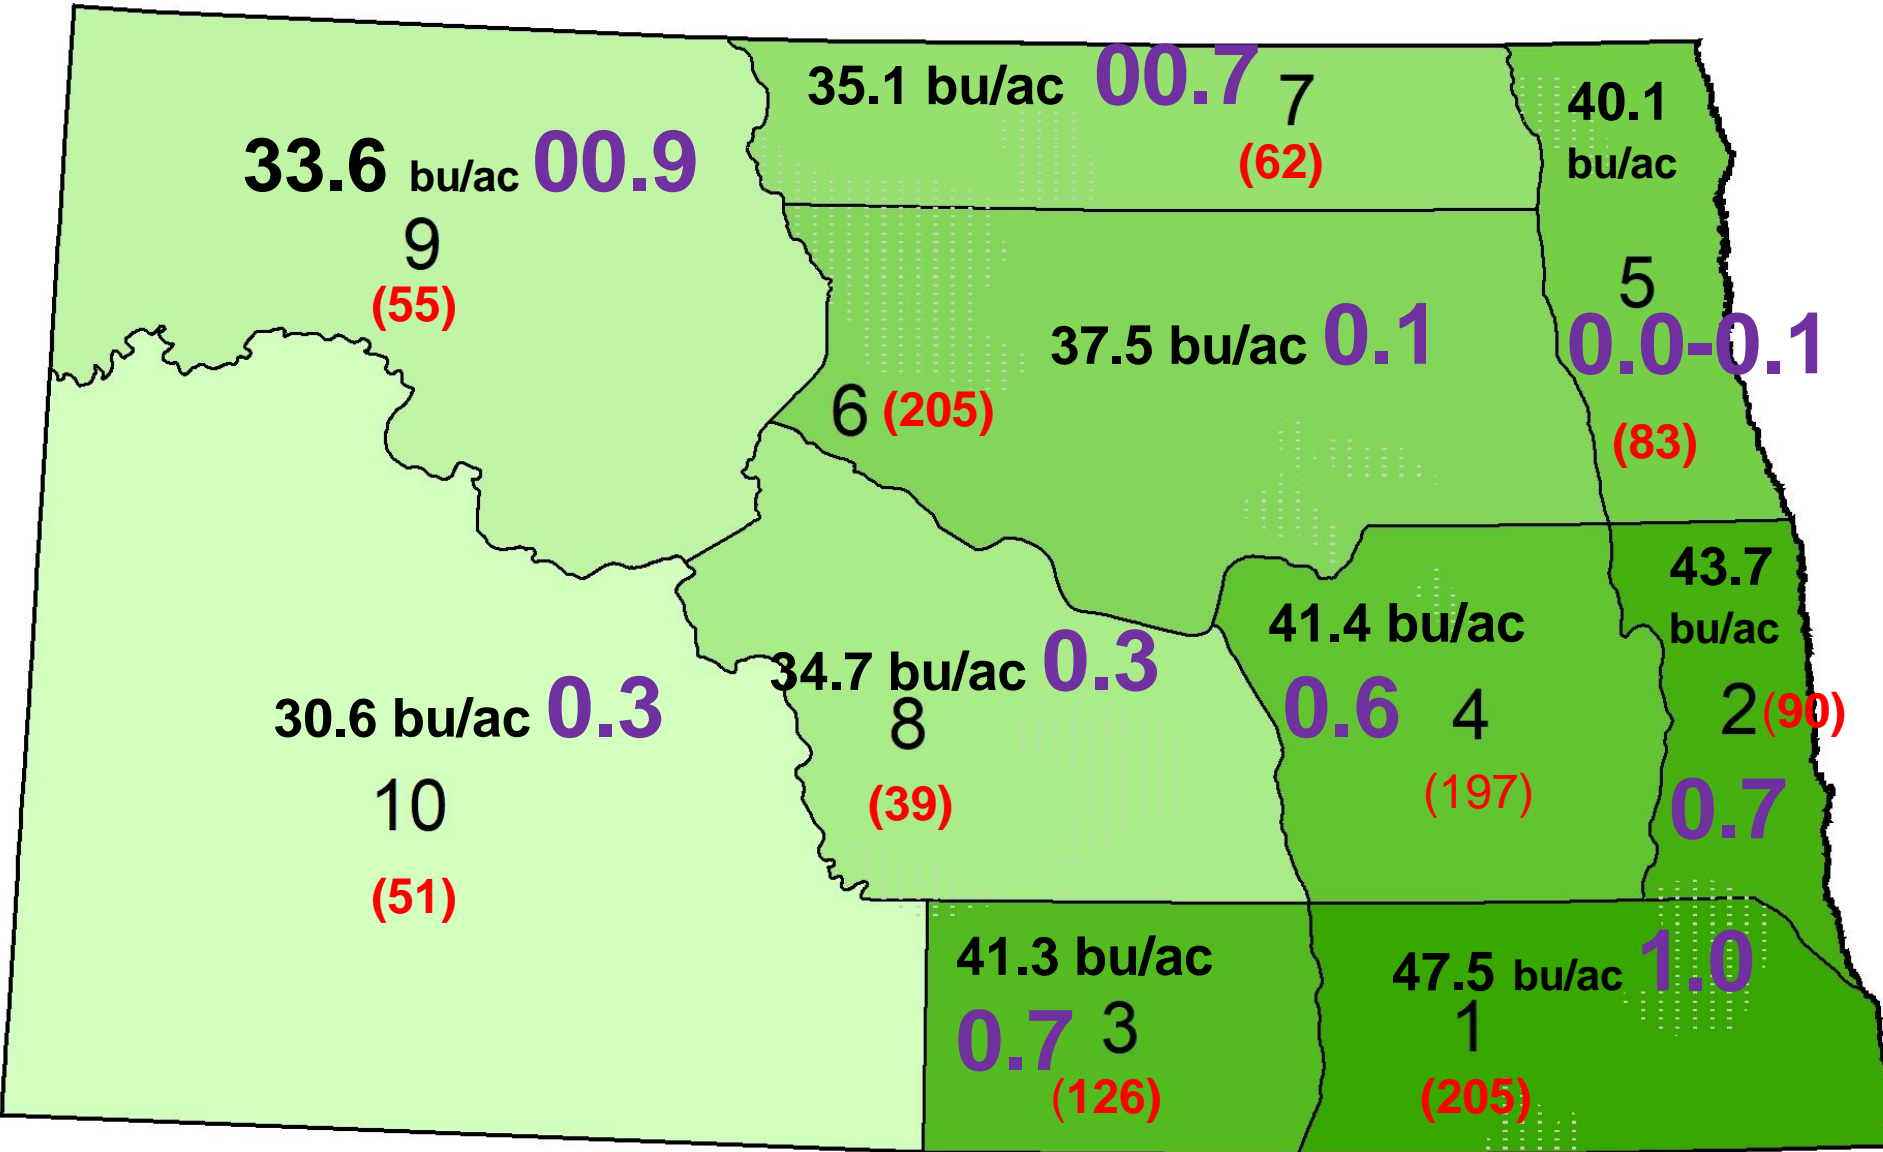 35.1 bu/ac 00.7 7
(62)
40.1
bu/ac
5
0.0-0.1
(83)
33.6 bu/ac 00.9
9
(55)
37.5 bu/ac 0.1
6 (205)
43.7
bu/ac
2(90)
0.7
41.4 bu/ac
0.6 4
(197)
34.7 bu/ac 0.3
8
(39)
30.6 bu/ac 0.3
10
(51)
41.3 bu/ac
0.7 3
(126)
47.5 bu/ac 1.0
1
(205)